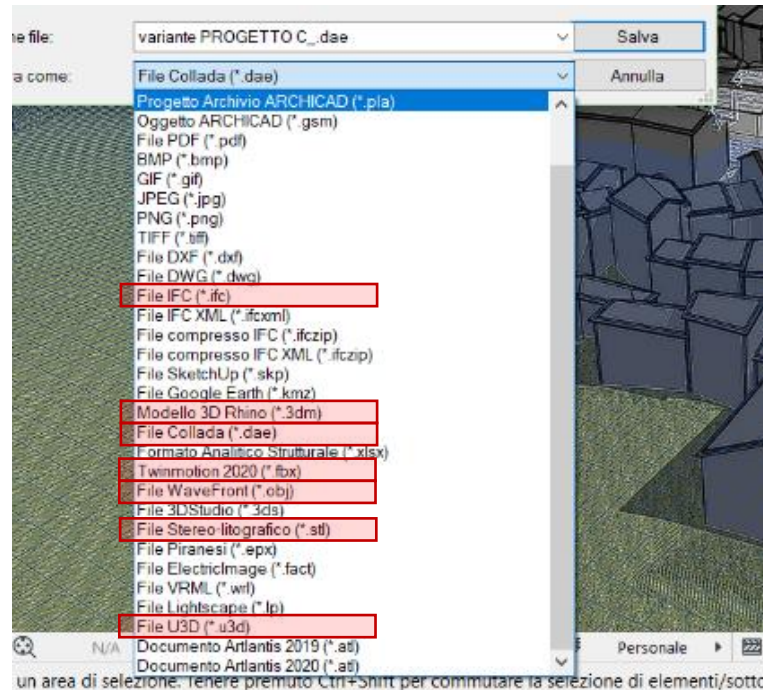 e file: variante PROGETTO C_.dae Salva
a come: File Collada (*.dae) Annulla
Progetto Archivio ARCHICAD (*.pla)
Oggetto ARCHICAD (*.gsm)
File PDF (*.pdf)
BMP (*.bmp)
GIF (*.gif)
JPEG (*.jpg)
PNG (*.png)
TIFF (*.tiff)
File DXF (*.dxf)
File DWG (*.dwg)
File IFC (*.ifc)
File IFC XML (*.ifcxml)
File compresso IFC (*.ifczip)
File compresso IFC XML (*.ifczip)
File SketchUp (*.skp)
File Google Earth (*.kmz)
Modello 3D Rhino (*.3dm)
File Collada (*.dae)
Formato Analitico Strutturale (*.xlsx)
Twinmotion 2020 (*.fbx)
File WaveFront (*.obj)
File 3DStudio (*.3ds)
File Stereo-litografico (*.stl)
File Piranesi (*.epx)
File ElectricImage (*.fact)
File VRML (*.wrl)
File Lightscape (*.lp)
File U3D (*.u3d)
N/A Documento Artlantis 2019 (*.atl) Personale
Documento Artlantis 2020 (*.atl)
un area di selezione. Tenere premuto Ctrl+Shift per commutare la selezione di elementi/sotto